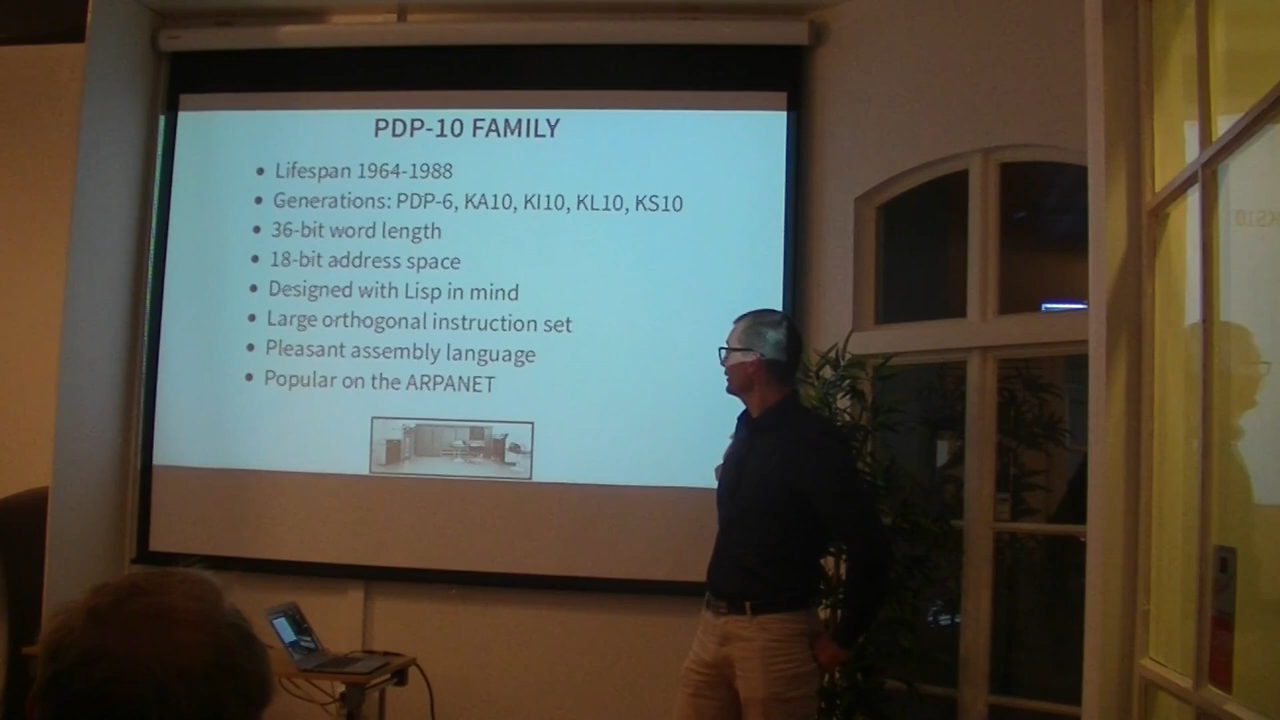 PDP-10 FAMILY
• Lifespan 1964-1988
• Generations: PDP-6, KA10, KI10, KL10, KS10
• 36-bit word length
• 18-bit address space
• Designed with Lisp in mind
• Large orthogonal instruction set
• Pleasant assembly language
• Popular on the ARPANET